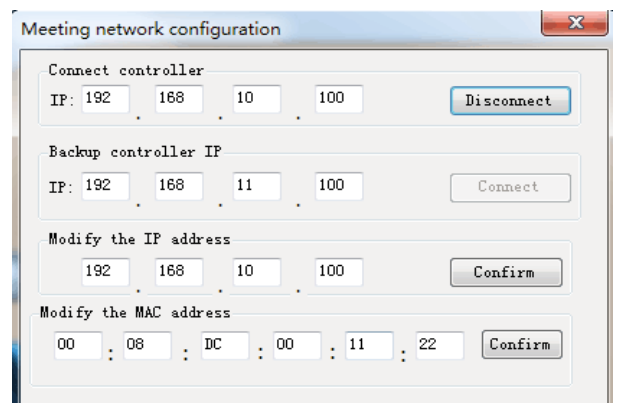 Meeting network configuration
Connect controller
IP: 192 . 168 . 10 . 100 Disconnect
Backup controller IP
IP: 192 . 168 . 11 . 100 Connect
Modify the IP address
192 . 168 . 10 . 100 Confirm
Modify the MAC address
00 : 08 : DC : 00 : 11 : 22 Confirm